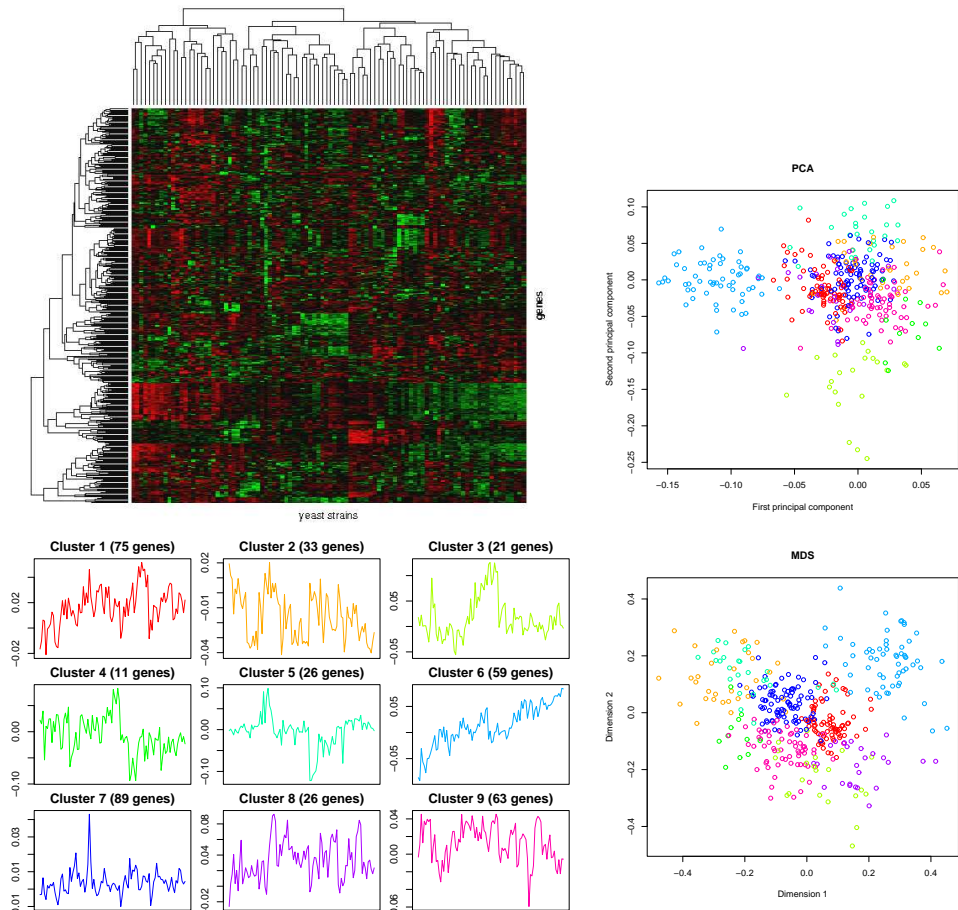 genes
yeast strains
PCA
0.10
0.05
0.00
−0.05
−0.10
−0.15
−0.20
−0.25
Second principal component
−0.15
−0.10
−0.05
0.00
0.05
First principal component
Cluster 1 (75 genes)
Cluster 2 (33 genes)
Cluster 3 (21 genes)
0.02
−0.02
0.02
−0.01
−0.04
0.05
−0.05
Cluster 4 (11 genes)
Cluster 5 (26 genes)
Cluster 6 (59 genes)
0.00
−0.10
0.10
0.00
−0.10
0.05
−0.05
Cluster 7 (89 genes)
Cluster 8 (26 genes)
Cluster 9 (63 genes)
0.03
0.01
0.08
0.04
0.04
0.00
MDS
0.4
0.2
0.0
−0.2
−0.4
Dimension 2
−0.4
−0.2
0.0
0.2
0.4
Dimension 1